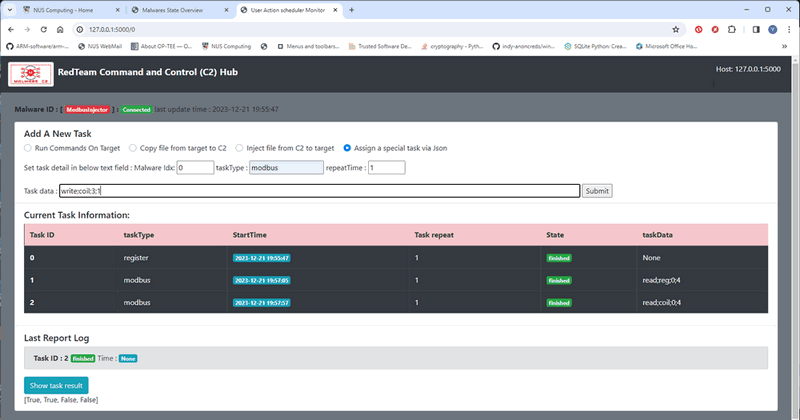 NUS Computing - Home
Malwares State Overview
User Action scheduler Monitor
127.0.0.1:5000/0
ARM-software/arm-...
NUS WebMail
About OP-TEE — O...
NUS Computing
Menus and toolbars...
Trusted Software De...
cryptography · PyPI
indy-anoncreds/win...
SQLite Python: Crea...
Microsoft Office Ho...
MALWARE C2
RedTeam Command and Control (C2) Hub
Host: 127.0.0.1:5000
Malware ID : [ ModbusInjector ] : Connected last update time : 2023-12-21 19:55:47
Add A New Task
Run Commands On Target
Copy file from target to C2
Inject file from C2 to target
Assign a special task via Json
Set task detail in below text field : Malware Idx: 0 taskType : modbus repeatTime : 1
Task data : write;coil;3;1 Submit
Current Task Information:
Task ID taskType StartTime Task repeat State taskData
0 register 2023-12-21 19:55:47 1 finished None
1 modbus 2023-12-21 19:57:05 1 finished read;reg;0;4
2 modbus 2023-12-21 19:57:57 1 finished read;coil;0;4
Last Report Log
Task ID : 2 finished Time : None
Show task result
[True, True, False, False]